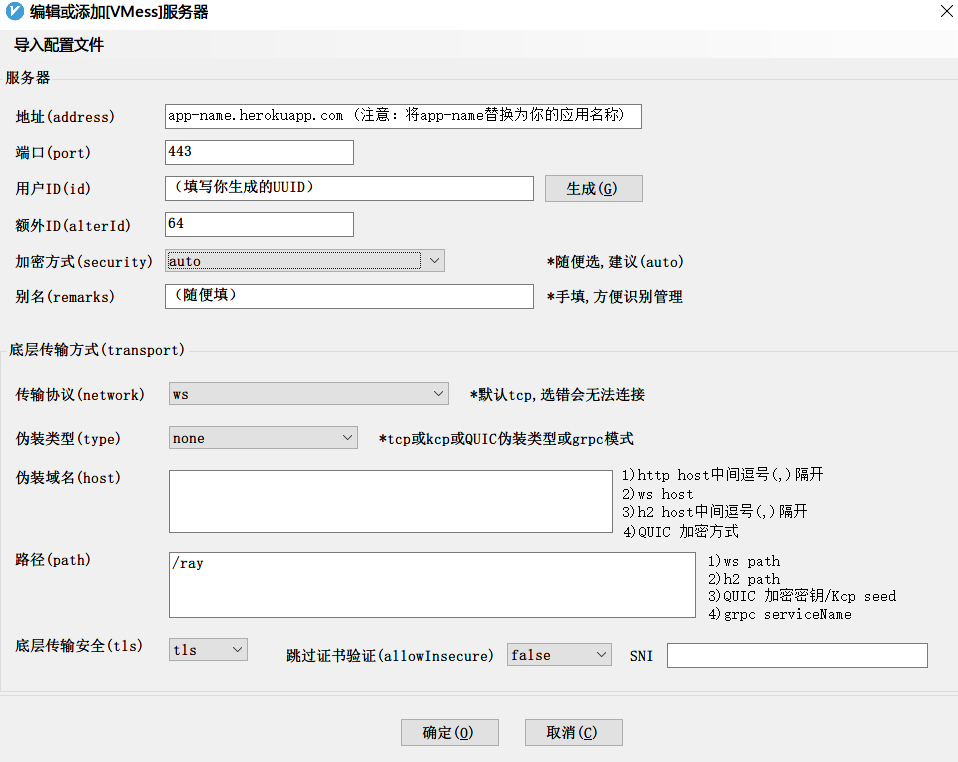 编辑或添加[VMess]服务器
导入配置文件
服务器
地址(address) app-name.herokuapp.com (注意：将app-name替换为你的应用名称)
端口(port) 443
用户ID(id) （填写你生成的UUID） 生成(G)
额外ID(alterId) 64
加密方式(security) auto *随便选,建议(auto)
别名(remarks) （随便填） *手填,方便识别管理
底层传输方式(transport)
传输协议(network) ws *默认tcp,选错会无法连接
伪装类型(type) none *tcp或kcp或QUIC伪装类型或grpc模式
伪装域名(host)
1)http host中间逗号(,)隔开
2)ws host
3)h2 host中间逗号(,)隔开
4)QUIC 加密方式
路径(path) /ray
1)ws path
2)h2 path
3)QUIC 加密密钥/Kcp seed
4)grpc serviceName
底层传输安全(tls) tls 跳过证书验证(allowInsecure) false SNI
确定(O) 取消(C)